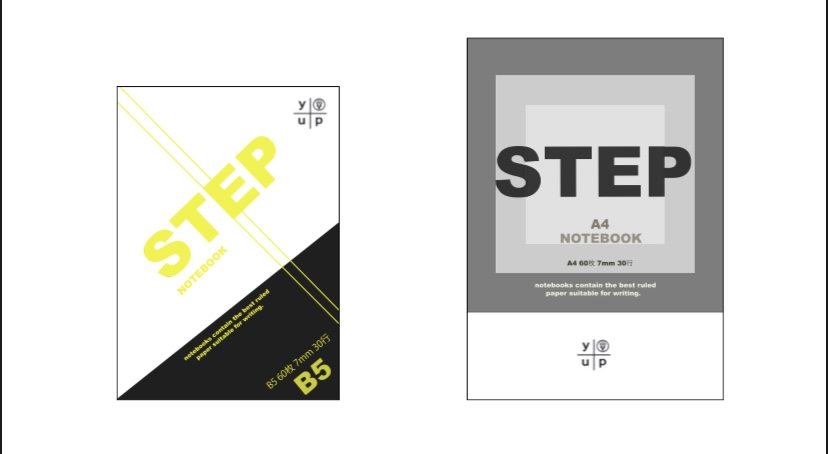 y
u p
STEP
NOTEBOOK
notebooks contain the best ruled
paper suitable for writing.
B5 60枚 7mm 30行
B5
STEP
A4
NOTEBOOK
A4 60枚 7mm 30行
notebooks contain the best ruled
paper suitable for writing.
y
u p